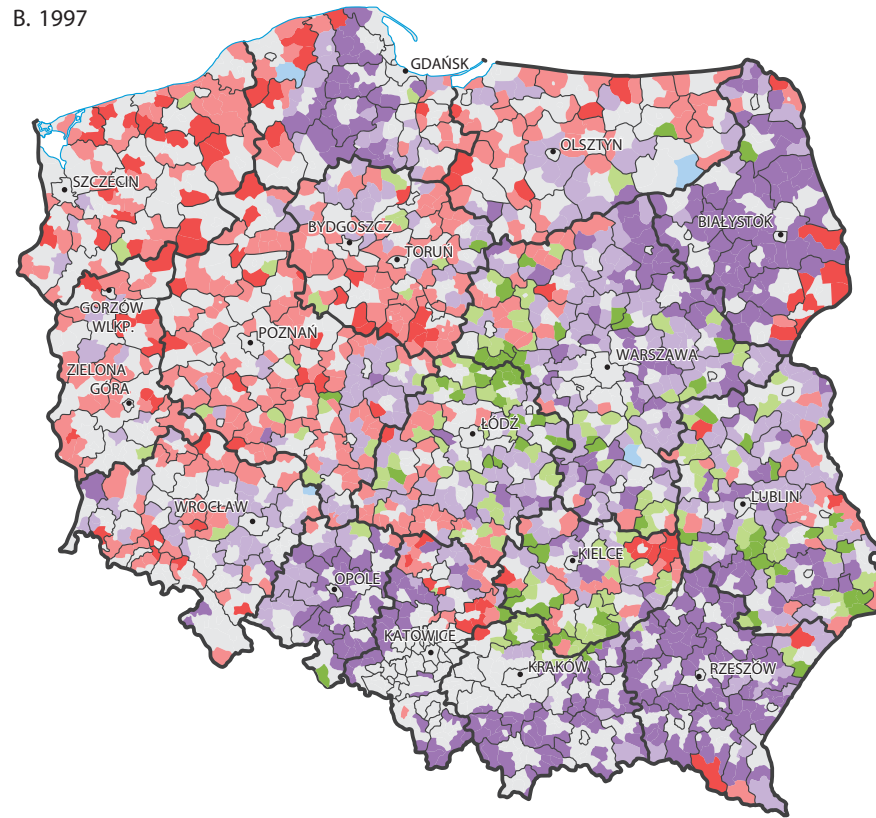 B. 1997
GDAŃSK
OLSZTYN
SZCZECIN
BIAŁYSTOK
BYDGOSZCZ
TORUŃ
GORZÓW
WLKP.
POZNAŃ
WARSZAWA
ZIELONA
GÓRA
ŁÓDŹ
WROCŁAW
LUBLIN
KIELCE
OPOLE
KATOWICE
KRAKÓW
RZESZÓW